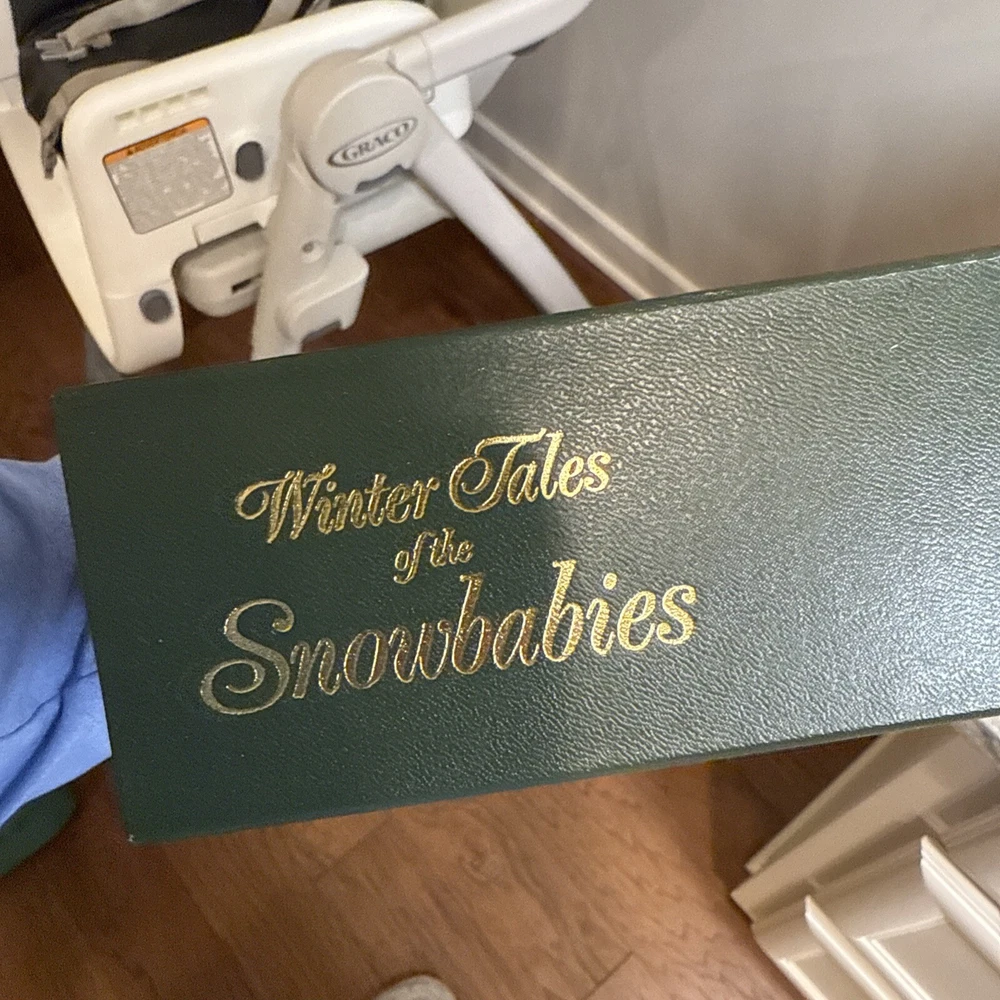 GRACO
Winter Tales
of the
Snowbabies